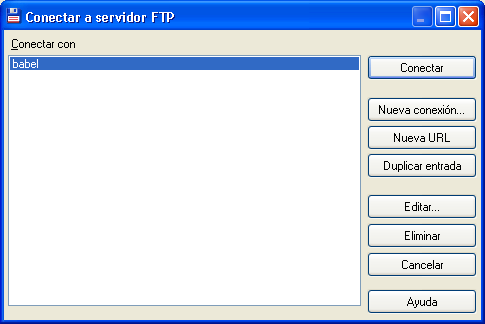 Conectar a servidor FTP
Conectar con
babel
Conectar
Nueva conexión...
Nueva URL
Duplicar entrada
Editar...
Eliminar
Cancelar
Ayuda